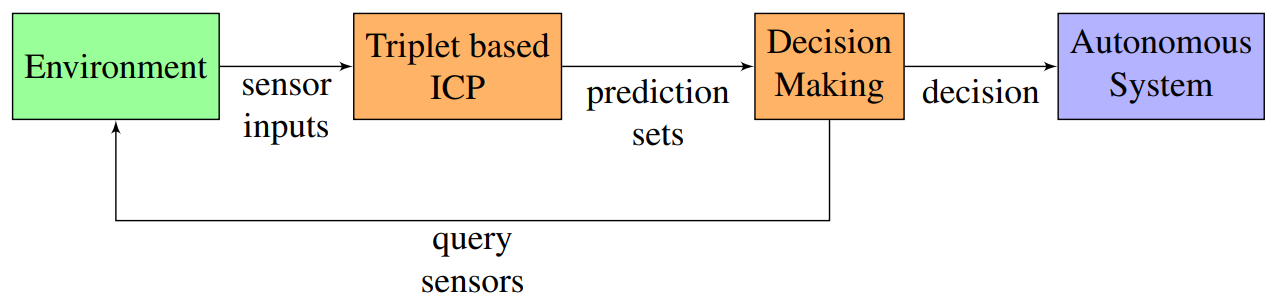 Environment
sensor
inputs
Triplet based
ICP
prediction
sets
Decision
Making
decision
Autonomous
System
query
sensors